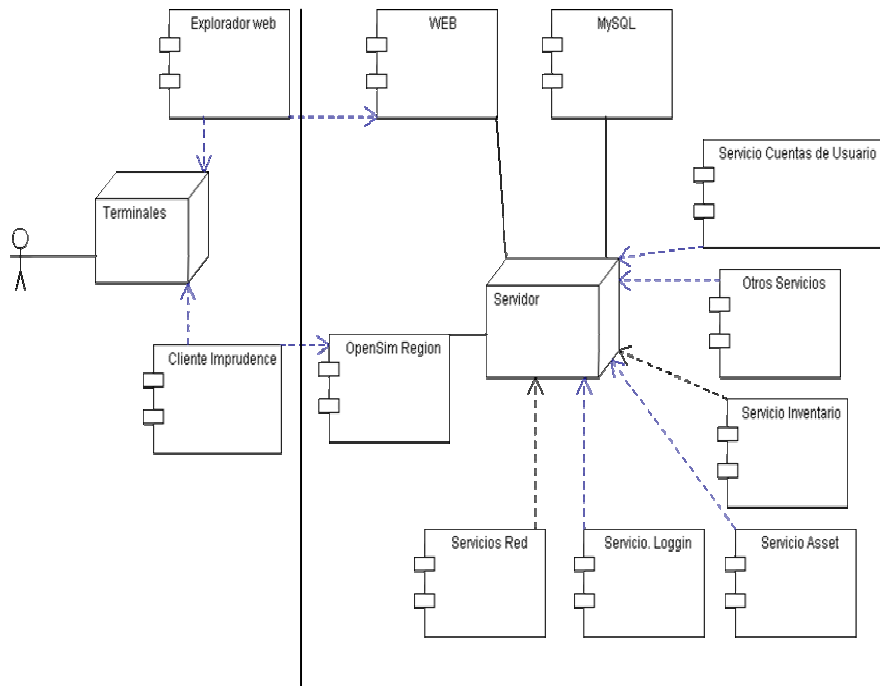 Explorador web
WEB
MySQL
Servicio Cuentas de Usuario
Terminales
Servidor
Otros Servicios
Cliente Imprudence
OpenSim Region
Servicio Inventario
Servicios Red
Servicio. Loggin
Servicio Asset